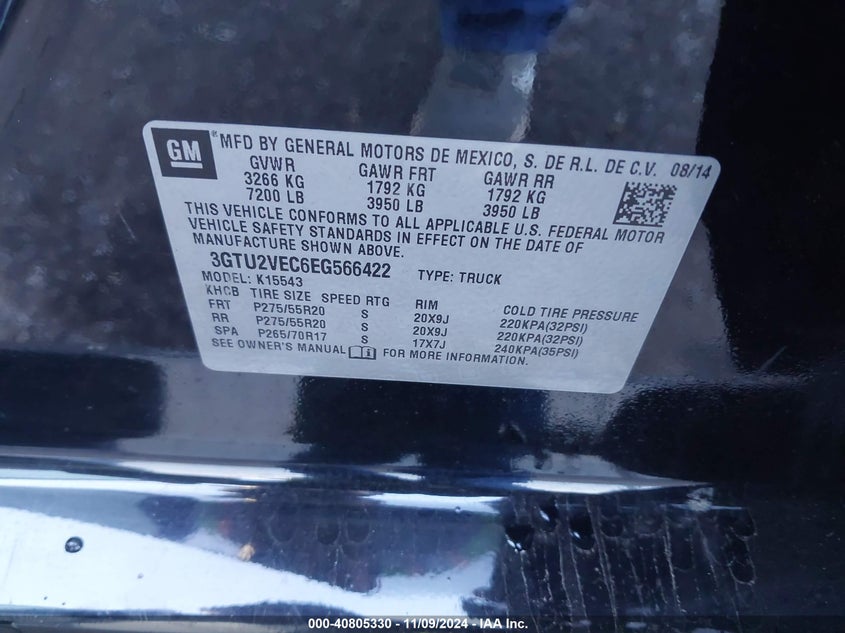 GM
MFD BY GENERAL MOTORS DE MEXICO, S. DE R.L. DE C.V. 08/14
GVWR GAWR FRT GAWR RR
3266 KG 1792 KG 1792 KG
7200 LB 3950 LB 3950 LB
THIS VEHICLE CONFORMS TO ALL APPLICABLE U.S. FEDERAL MOTOR
VEHICLE SAFETY STANDARDS IN EFFECT ON THE DATE OF
MANUFACTURE SHOWN ABOVE.
3GTU2VEC6EG566422 TYPE: TRUCK
MODEL: K15543
KHCB TIRE SIZE SPEED RTG RIM COLD TIRE PRESSURE
FRT P275/55R20 S 20X9J 220KPA(32PSI)
RR P275/55R20 S 20X9J 220KPA(32PSI)
SPA P265/70R17 S 17X7J 240KPA(35PSI)
SEE OWNER'S MANUAL FOR MORE INFORMATION.
000-40805330 - 11/09/2024 - IAA Inc.